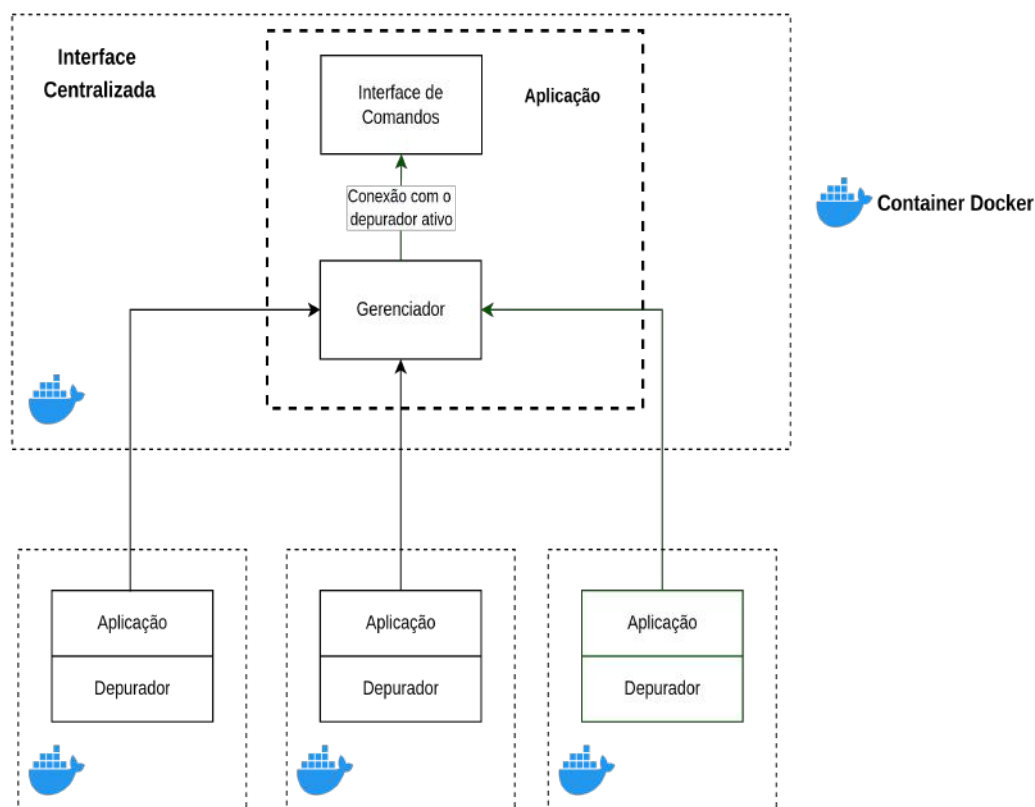 Interface
Centralizada
Interface de
Comandos
Aplicação
Conexão com o
depurador ativo
Container Docker
Gerenciador
Aplicação
Depurador
Aplicação
Depurador
Aplicação
Depurador